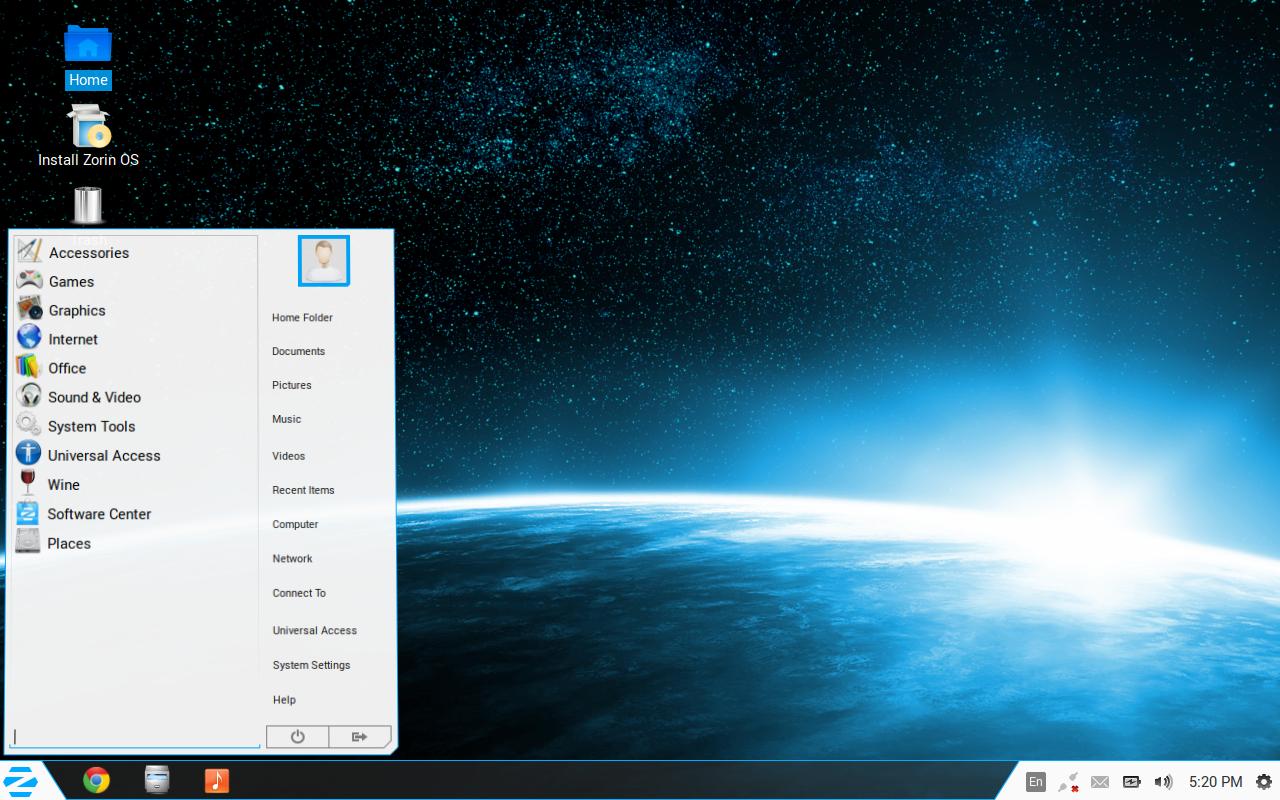 Home
Install Zorin OS
Accessories
Games
Graphics
Internet
Office
Sound & Video
System Tools
Universal Access
Wine
Software Center
Places
Home Folder
Documents
Pictures
Music
Videos
Recent Items
Computer
Network
Connect To
Universal Access
System Settings
Help
En
5:20 PM